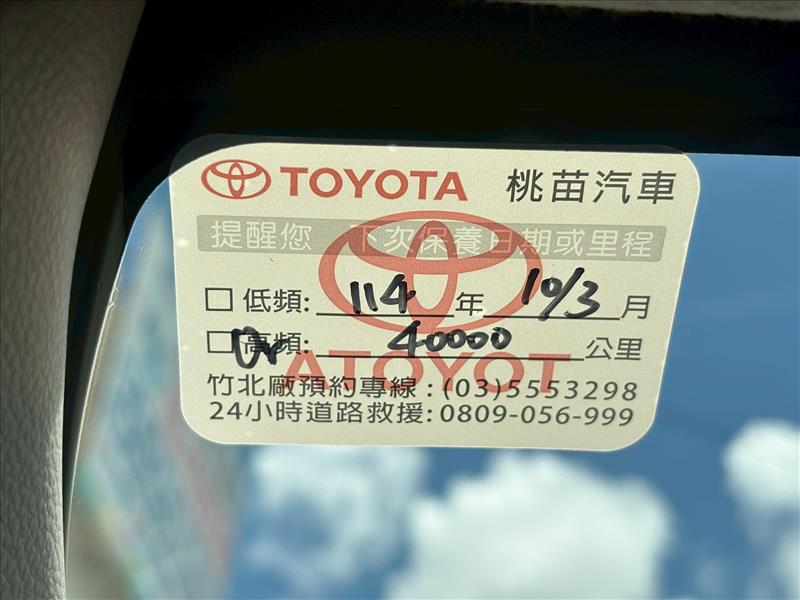 TOYOTA 桃苗汽車
提醒您 下次保養日期或里程
□ 低頻: 114 年 10/3 月
□ 高頻: 40000 公里
Or
TOYOTA
竹北廠預約專線：(03)5553298
24小時道路救援: 0809-056-999